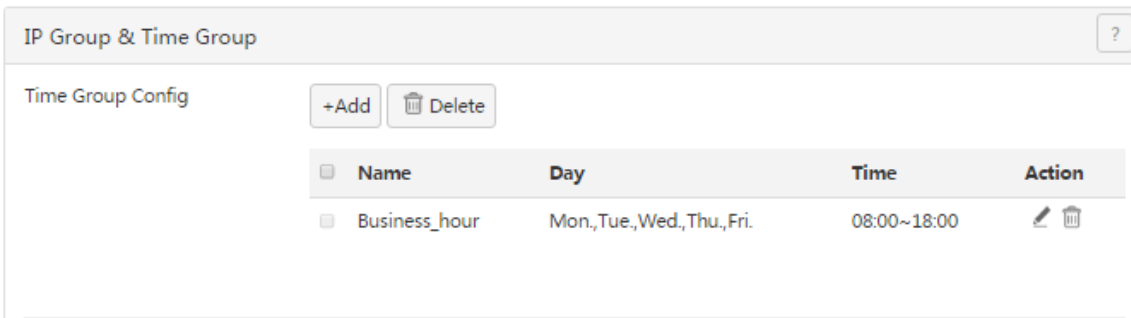 IP Group & Time Group ?
Time Group Config +Add Delete
Name Day Time Action
Business_hour Mon.,Tue.,Wed.,Thu.,Fri. 08:00~18:00